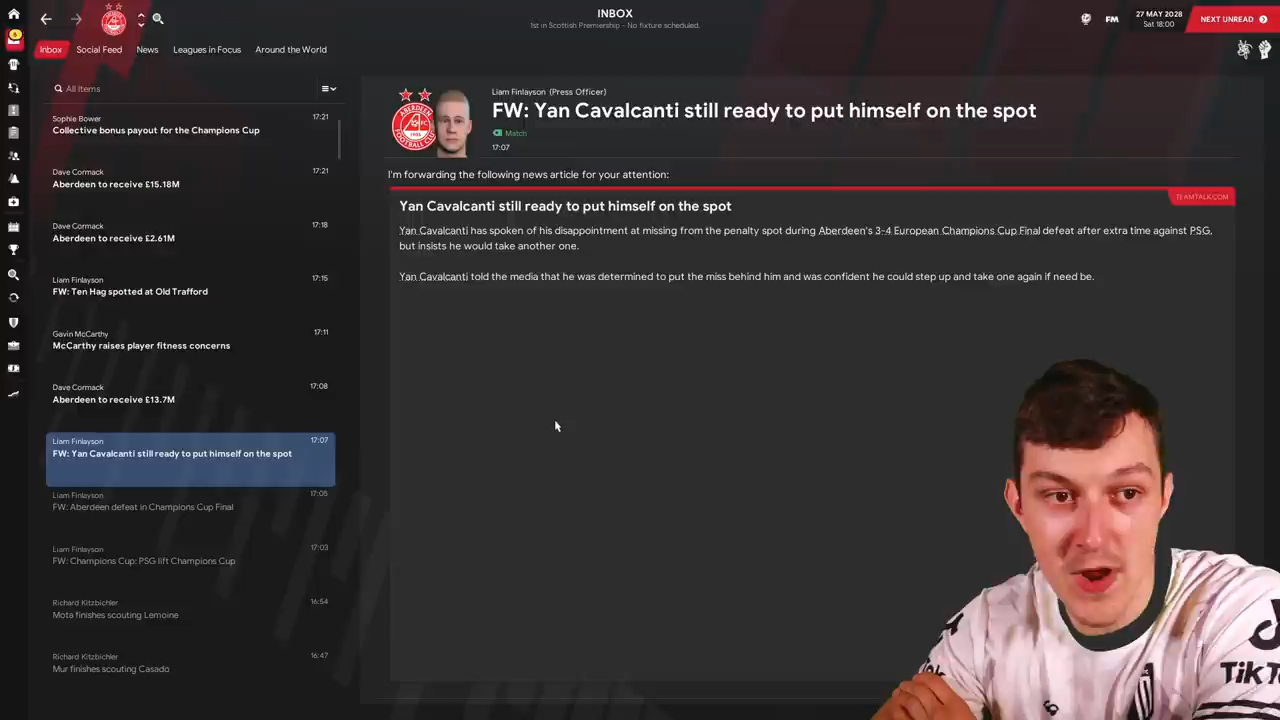 INBOX
1st in Scottish Premiership - No fixture scheduled.
FM
27 MAY 2028
Sat 18:00
NEXT UNREAD
Inbox
Social Feed
News
Leagues in Focus
Around the World
All Items
Sophie Bower
17:21
Collective bonus payout for the Champions Cup
Dave Cormack
17:21
Aberdeen to receive £15.18M
Dave Cormack
17:18
Aberdeen to receive £2.61M
Liam Finlayson
17:15
FW: Ten Hag spotted at Old Trafford
Gavin McCarthy
17:11
McCarthy raises player fitness concerns
Dave Cormack
17:08
Aberdeen to receive £13.7M
Liam Finlayson
17:07
FW: Yan Cavalcanti still ready to put himself on the spot
Liam Finlayson
17:05
FW: Aberdeen defeat in Champions Cup Final
Liam Finlayson
17:03
FW: Champions Cup: PSG lift Champions Cup
Richard Kitzbichler
16:54
Mota finishes scouting Lemoine
Richard Kitzbichler
16:47
Mur finishes scouting Casado
ABERDEEN
FOOTBALL CLUB
Liam Finlayson (Press Officer)
FW: Yan Cavalcanti still ready to put himself on the spot
Match
17:07
I'm forwarding the following news article for your attention:
TEAMTALK.COM
Yan Cavalcanti still ready to put himself on the spot
Yan Cavalcanti has spoken of his disappointment at missing from the penalty spot during Aberdeen's 3-4 European Champions Cup Final defeat after extra time against PSG,
but insists he would take another one.
Yan Cavalcanti told the media that he was determined to put the miss behind him and was confident he could step up and take one again if need be.
TikT